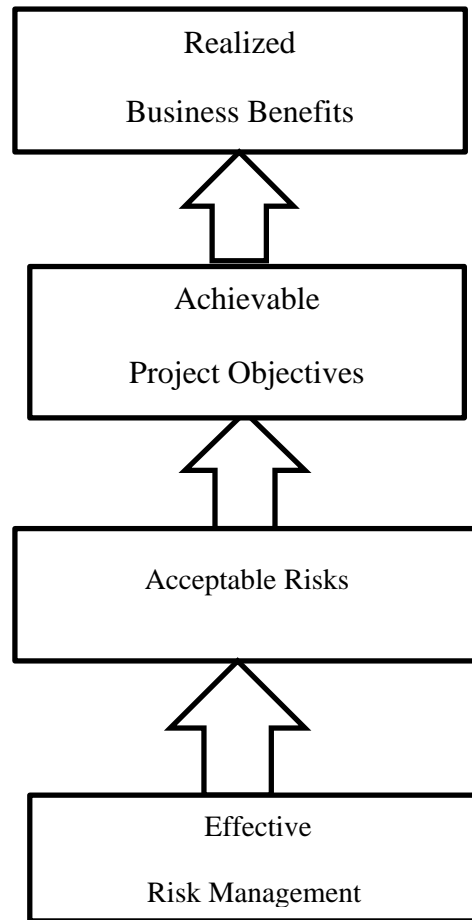 Realized
Business Benefits
Achievable
Project Objectives
Acceptable Risks
Effective
Risk Management